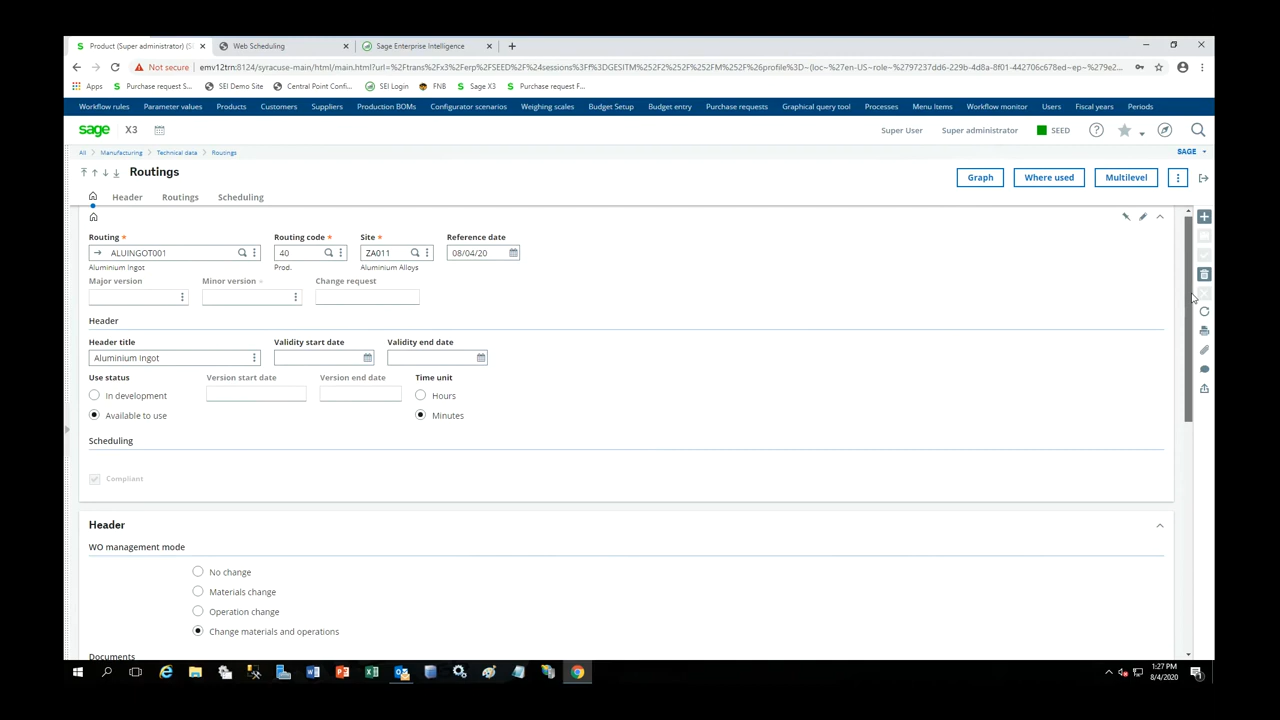 Product (Super administrator) (S
Web Scheduling
Sage Enterprise Intelligence
Not secure
Apps
Purchase request S...
SEI Demo Site
Central Point Confi...
SEI Login
FNB
Sage X3
Purchase request F...
Workflow rules
Parameter values
Products
Customers
Suppliers
Production BOMs
Configurator scenarios
Weighing scales
Budget Setup
Budget entry
Purchase requests
Graphical query tool
Processes
Menu Items
Workflow monitor
Users
Fiscal years
Periods
sage
X3
Super User
Super administrator
SEED
All
Manufacturing
Technical data
Routings
SAGE
Routings
Graph
Where used
Multilevel
Header
Routings
Scheduling
Routing *
Routing code *
Site *
Reference date
ALUINGOT001
40
ZA011
08/04/20
Aluminium Ingot
Prod.
Aluminium Alloys
Major version
Minor version
Change request
Header
Header title
Validity start date
Validity end date
Aluminium Ingot
Use status
Version start date
Version end date
Time unit
In development
Hours
Available to use
Minutes
Scheduling
Compliant
Header
WO management mode
No change
Materials change
Operation change
Change materials and operations
Documents
1:27 PM
8/4/2020